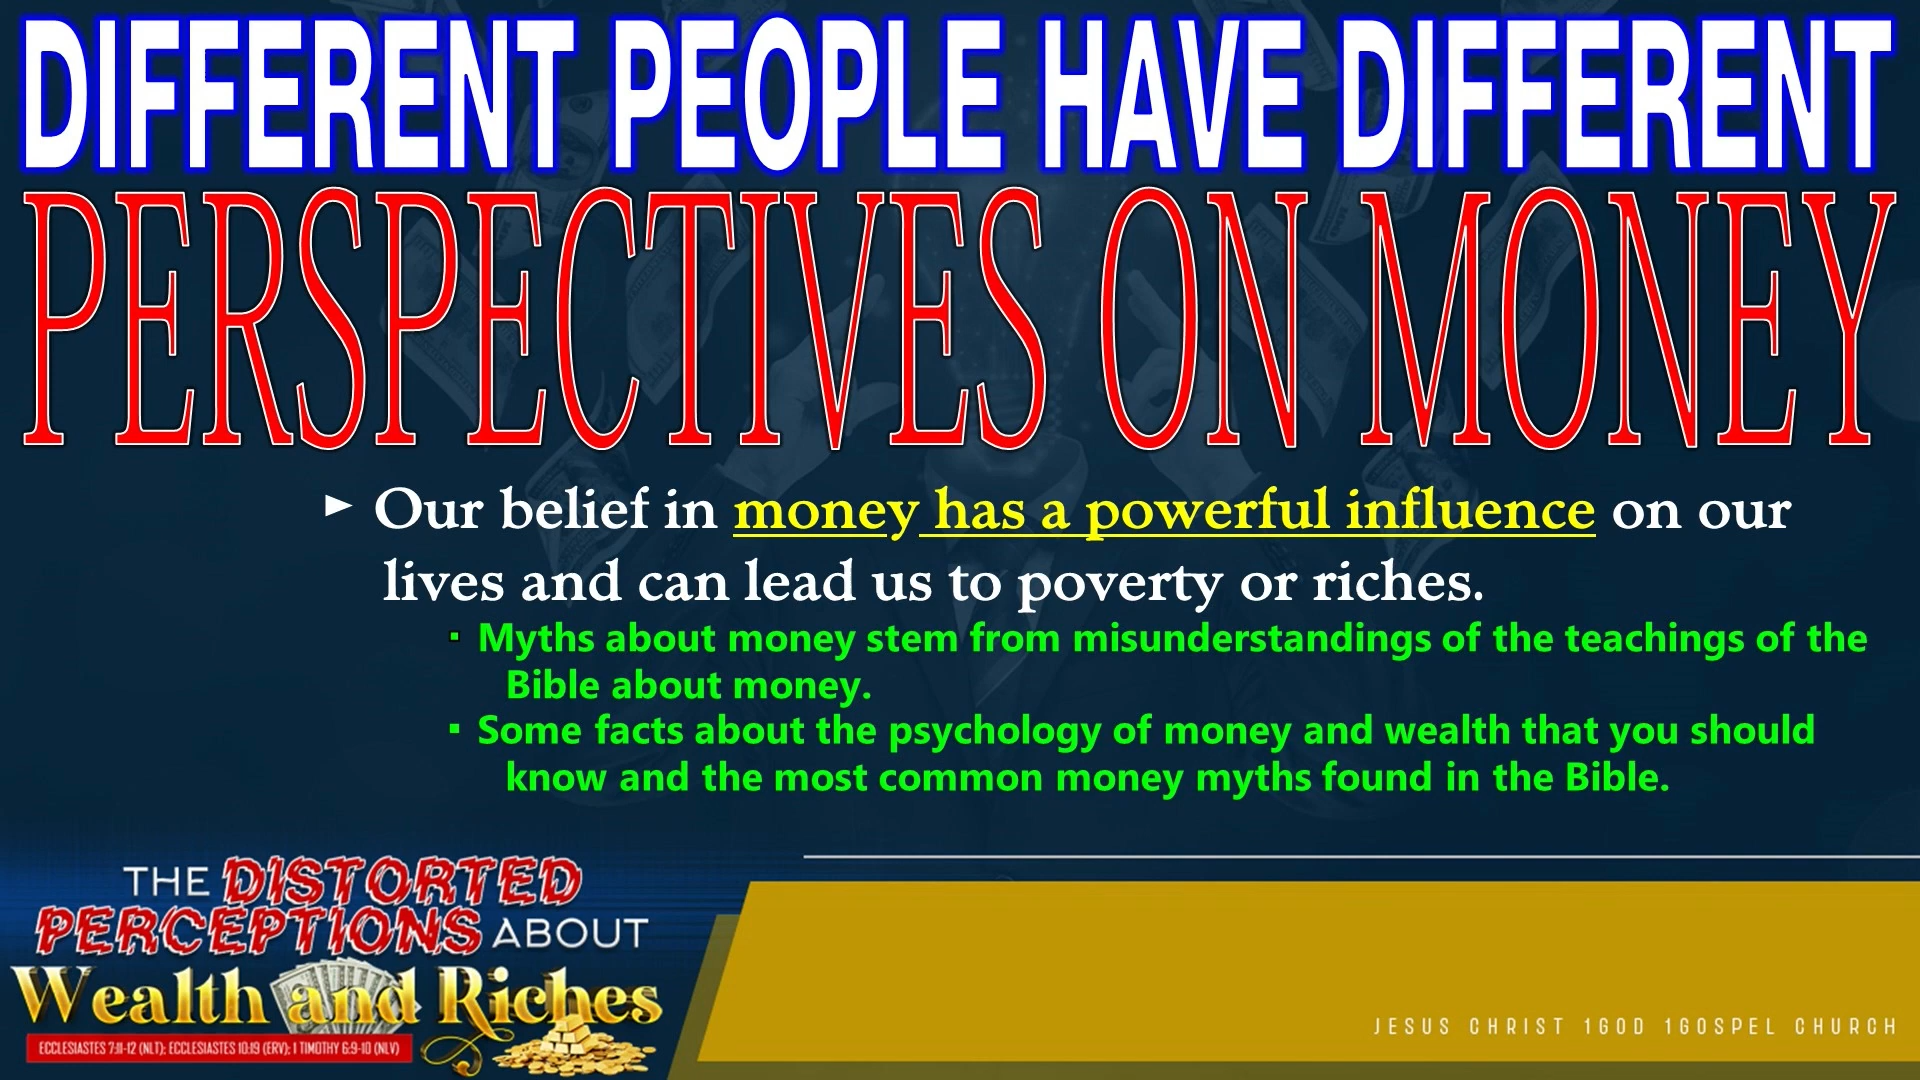 DIFFERENT PEOPLE HAVE DIFFERENT
PERSPECTIVES ON MONEY
► Our belief in money has a powerful influence on our
lives and can lead us to poverty or riches.
▪ Myths about money stem from misunderstandings of the teachings of the
Bible about money.
▪ Some facts about the psychology of money and wealth that you should
know and the most common money myths found in the Bible.
THE DISTORTED
PERCEPTIONS ABOUT
Wealth and Riches
ECCLESIASTES 7:11-12 (NLT); ECCLESIASTES 10:19 (ERV); 1 TIMOTHY 6:9-10 (NLV)
JESUS CHRIST 1GOD 1GOSPEL CHURCH